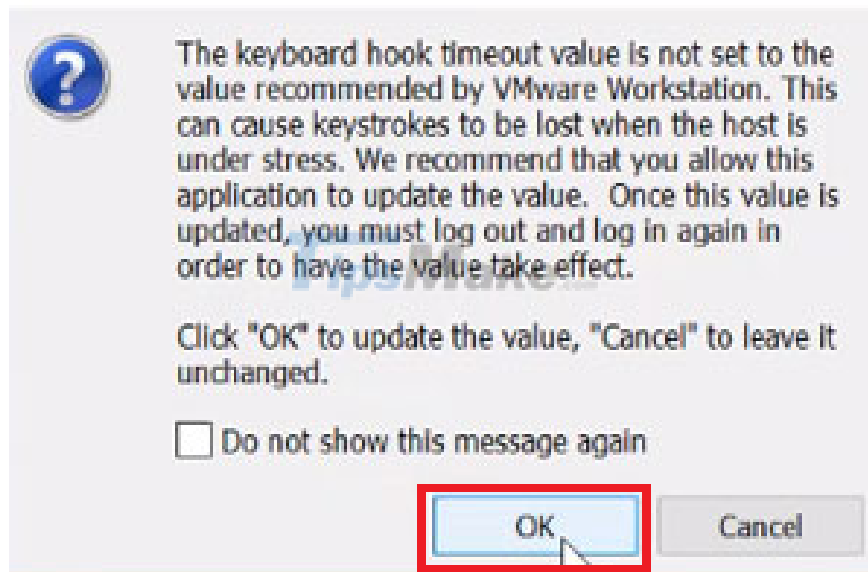 The keyboard hook timeout value is not set to the
value recommended by VMware Workstation. This
can cause keystrokes to be lost when the host is
under stress. We recommend that you allow this
application to update the value. Once this value is
updated, you must log out and log in again in
order to have the value take effect.
TipsMake
Click "OK" to update the value, "Cancel" to leave it
unchanged.
Do not show this message again
OK
Cancel